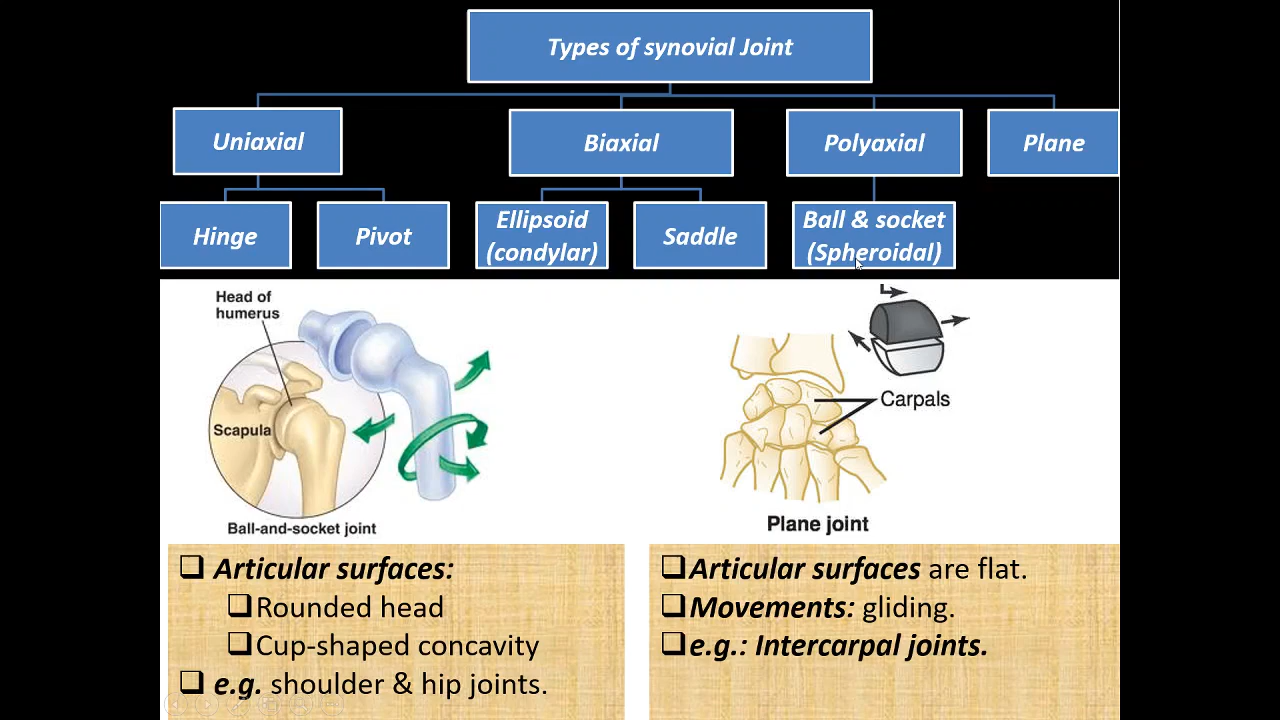 Types of synovial Joint
Uniaxial
Biaxial
Polyaxial
Plane
Hinge
Pivot
Ellipsoid
(condylar)
Saddle
Ball & socket
(Spheroidal)
Head of
humerus
Scapula
Ball-and-socket joint
Carpals
Plane joint
Articular surfaces:
Rounded head
Cup-shaped concavity
e.g. shoulder & hip joints.
Articular surfaces are flat.
Movements: gliding.
e.g.: Intercarpal joints.